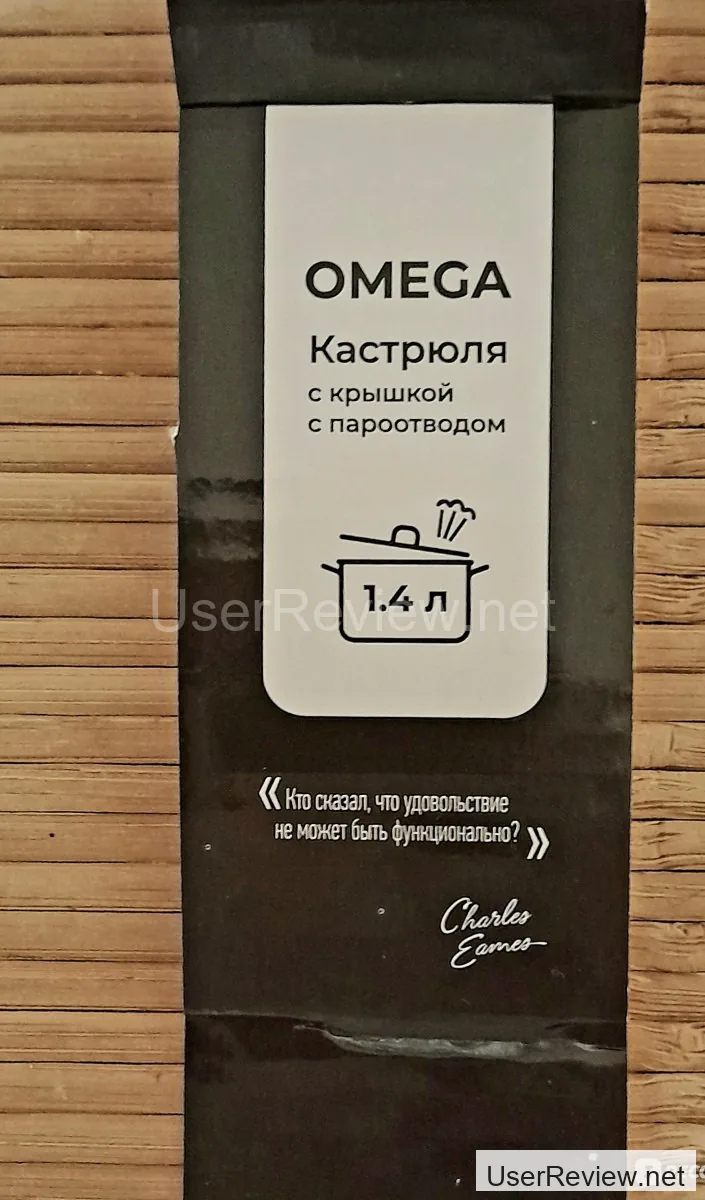 OMEGA
Кастрюля
с крышкой
с пароотводом
1.4 л
UserReview.net
«Кто сказал, что удовольствие
не может быть функционально?»
Charles
Eames
UserReview.net